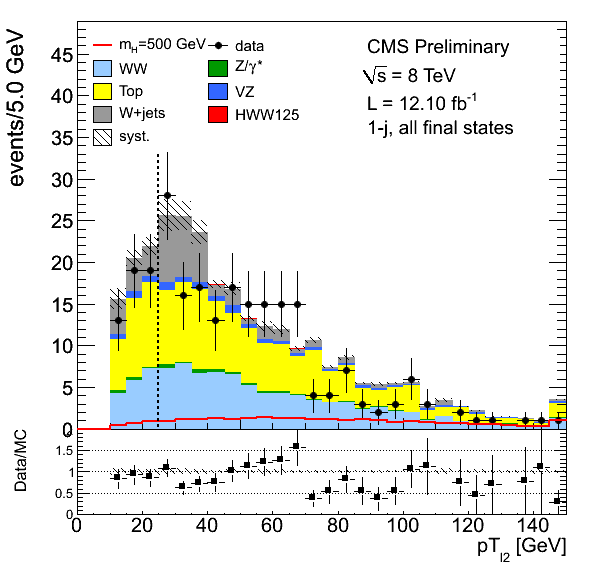 events/5.0 GeV
45
40
35
30
25
20
15
10
5
0
m_H=500 GeV
data
WW
Z/γ*
Top
VZ
W+jets
HWW125
syst.
CMS Preliminary
√s = 8 TeV
L = 12.10 fb⁻¹
1-j, all final states
Data/MC
1.5
1
0.5
0
0 20 40 60 80 100 120 140
pT_l2 [GeV]